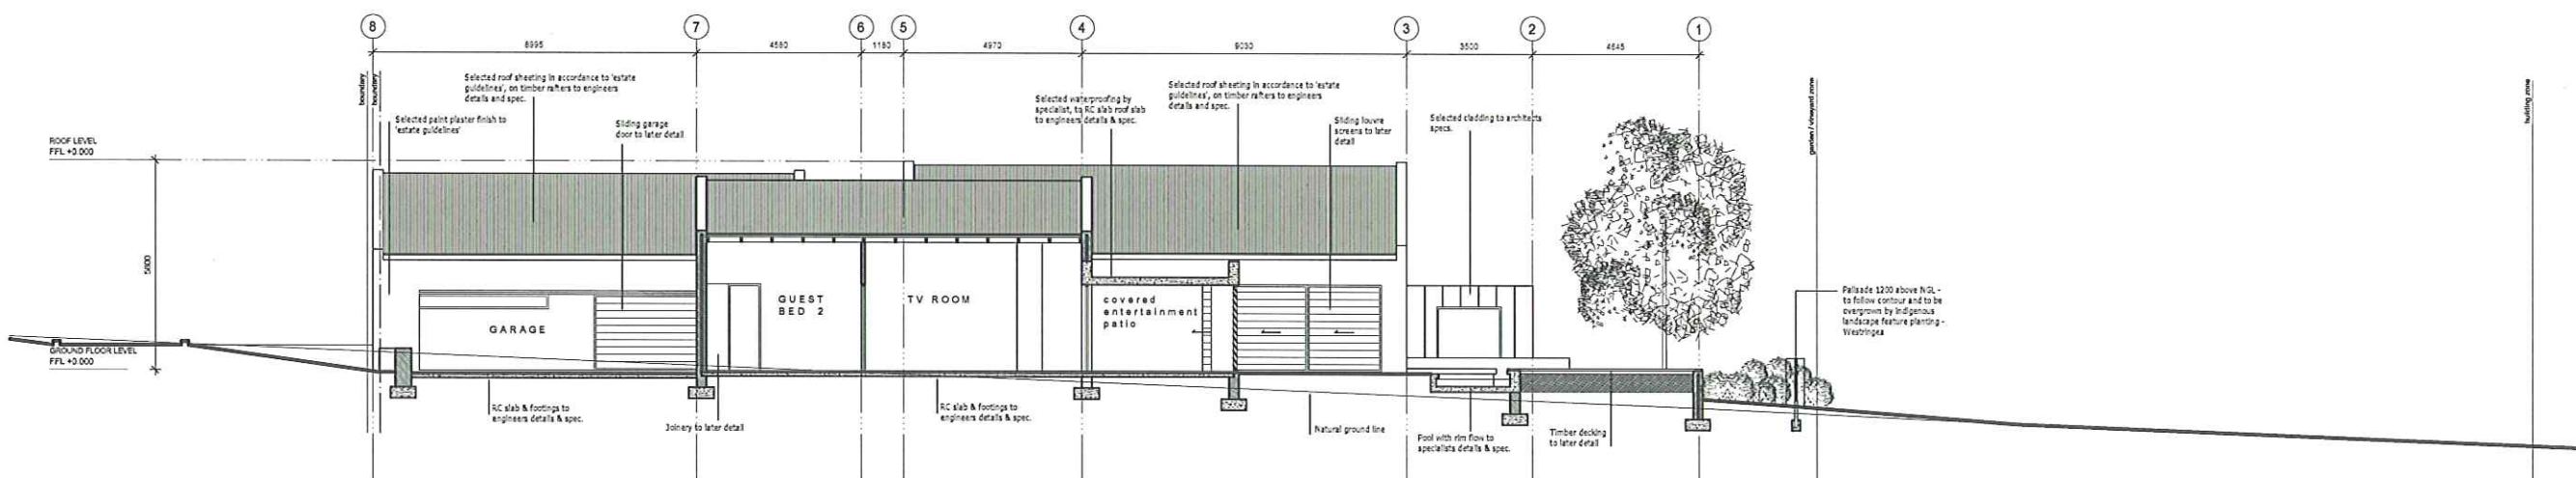 8
7
6
5
4
3
2
1
8995
4580
1180
4970
9030
3500
4645
boundary
boundary
Selected roof sheeting in accordance to 'estate
guidelines', on timber rafters to engineers
details and spec.
Selected paint plaster finish to
'estate guidelines'
Sliding garage
door to later detail
Selected waterproofing by
specialist, to RC slab roof slab
to engineers details & spec.
Selected roof sheeting in accordance to 'estate
guidelines', on timber rafters to engineers
details and spec.
Sliding louvre
screens to later
detail
Selected cladding to architects
specs.
garden / vineyard zone
building zone
ROOF LEVEL
FFL +0.000
5800
GROUND FLOOR LEVEL
FFL +0.000
GARAGE
GUEST
BED 2
TV ROOM
covered
entertainment
patio
Palisade 1200 above NGL -
to follow contour and to be
overgrown by indigenous
landscape feature planting -
Westringea
RC slab & footings to
engineers details & spec.
Joinery to later detail
RC slab & footings to
engineers details & spec.
Natural ground line
Pool with rim flow to
specialists details & spec.
Timber decking
to later detail